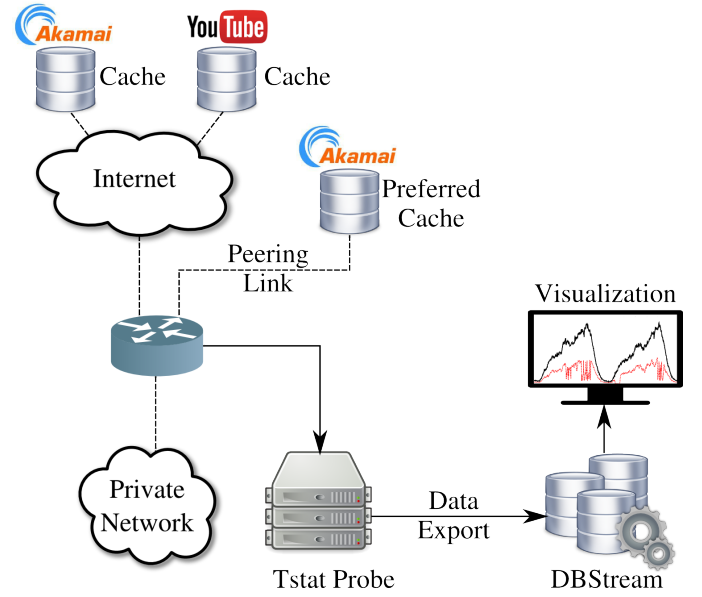 Akamai
YouTube
Cache
Cache
Internet
Akamai
Preferred
Cache
Peering
Link
Visualization
Private
Network
Data
Export
Tstat Probe
DBStream